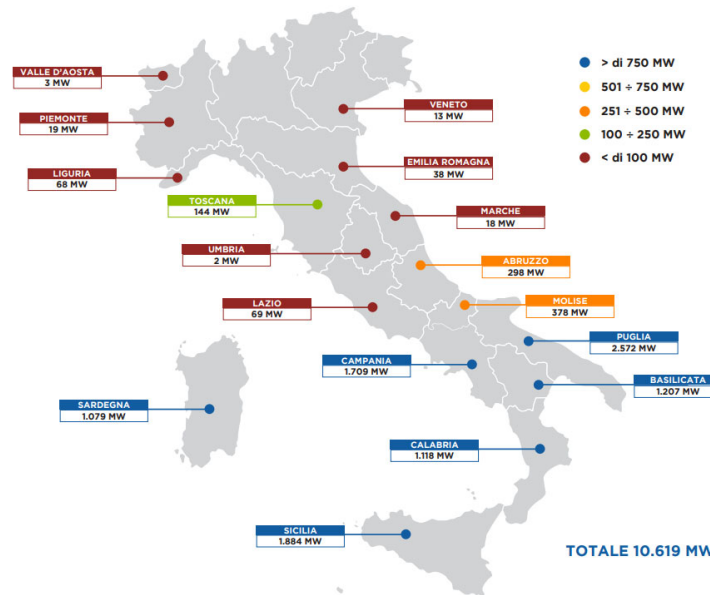 > di 750 MW
501 ÷ 750 MW
251 ÷ 500 MW
100 ÷ 250 MW
< di 100 MW
VALLE D'AOSTA
3 MW
PIEMONTE
19 MW
VENETO
13 MW
LIGURIA
68 MW
EMILIA ROMAGNA
38 MW
TOSCANA
144 MW
MARCHE
18 MW
UMBRIA
2 MW
ABRUZZO
298 MW
LAZIO
69 MW
MOLISE
378 MW
PUGLIA
2.572 MW
CAMPANIA
1.709 MW
BASILICATA
1.207 MW
SARDEGNA
1.079 MW
CALABRIA
1.118 MW
SICILIA
1.884 MW
TOTALE 10.619 MW